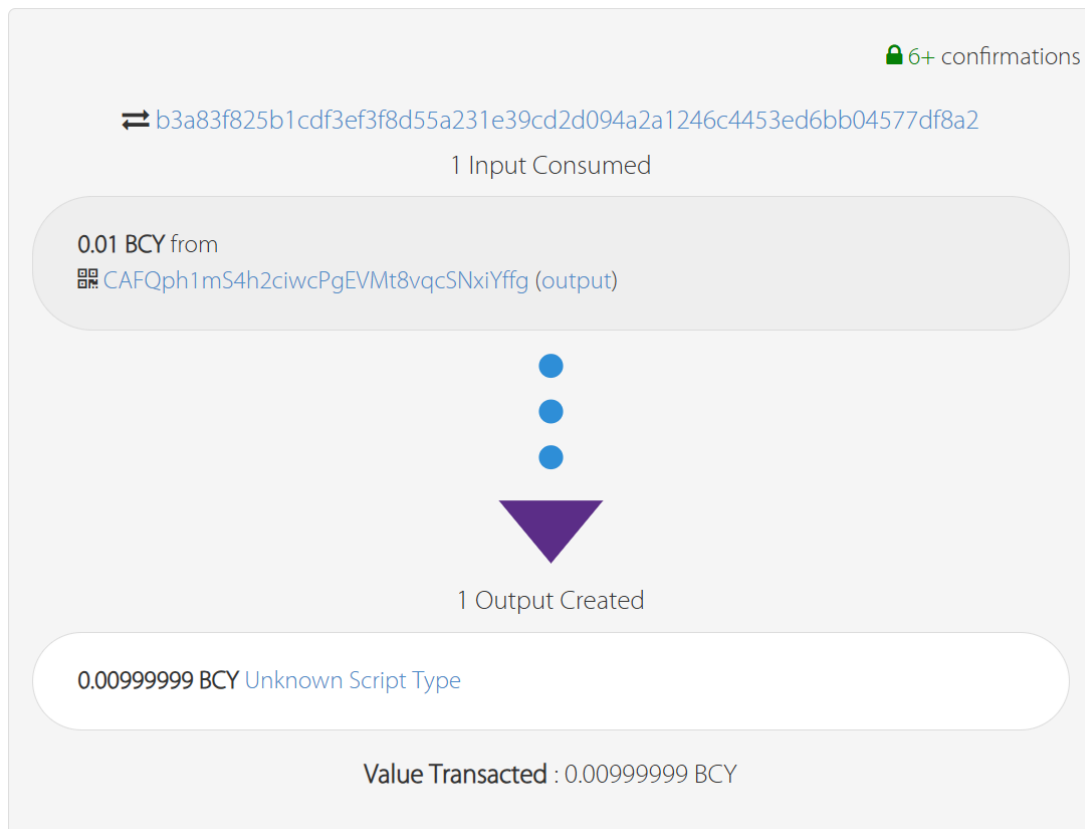 6+ confirmations
b3a83f825b1cdf3ef3f8d55a231e39cd2d094a2a1246c4453ed6bb04577df8a2
1 Input Consumed
0.01 BCY from
CAFQph1mS4h2ciwcPgEVMt8vqcSNxiYffg (output)
1 Output Created
0.00999999 BCY Unknown Script Type
Value Transacted : 0.00999999 BCY